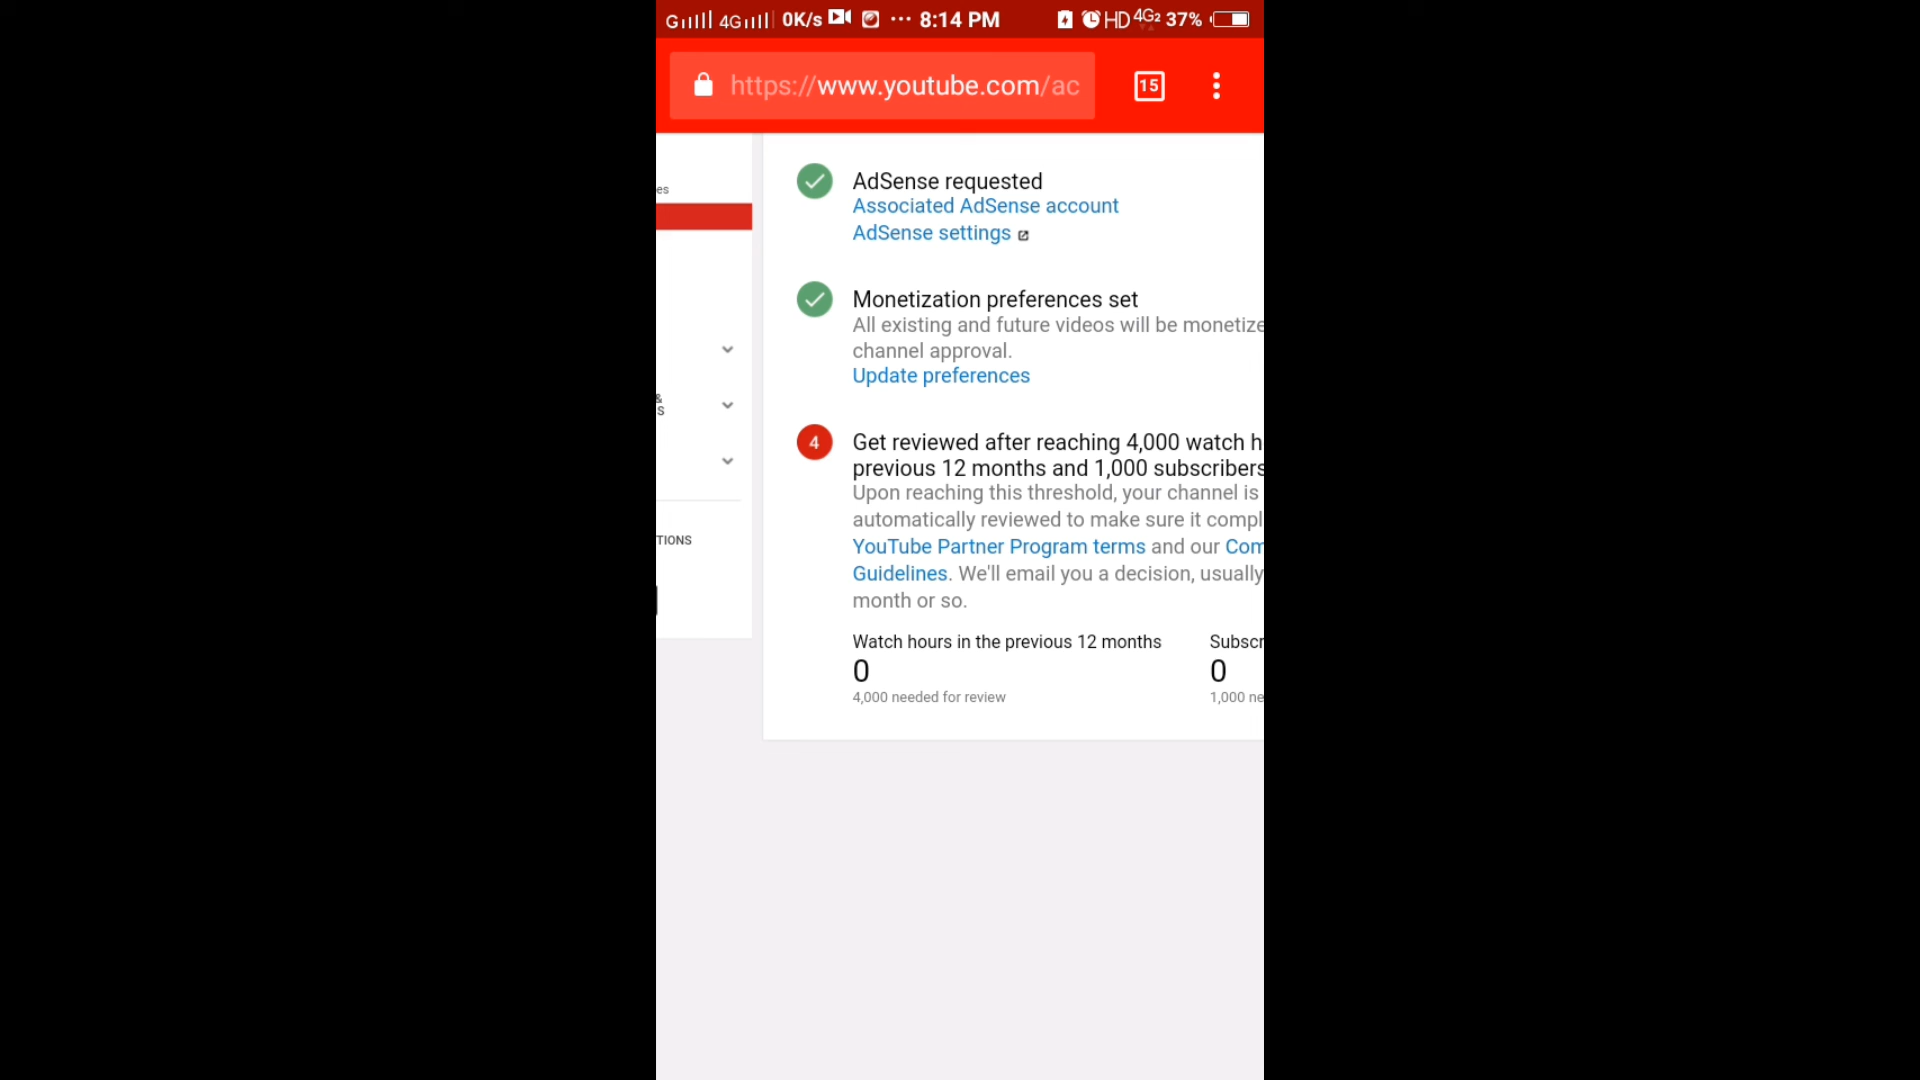 G 4G 0K/s ... 8:14 PM HD 4G2 37%
https://www.youtube.com/ac 15
es
AdSense requested
Associated AdSense account
AdSense settings
Monetization preferences set
All existing and future videos will be monetize
channel approval.
Update preferences
&
S
4 Get reviewed after reaching 4,000 watch h
previous 12 months and 1,000 subscribers
Upon reaching this threshold, your channel is
automatically reviewed to make sure it compl
YouTube Partner Program terms and our Com
Guidelines. We'll email you a decision, usually
month or so.
TIONS
Watch hours in the previous 12 months Subscr
0 0
4,000 needed for review 1,000 ne